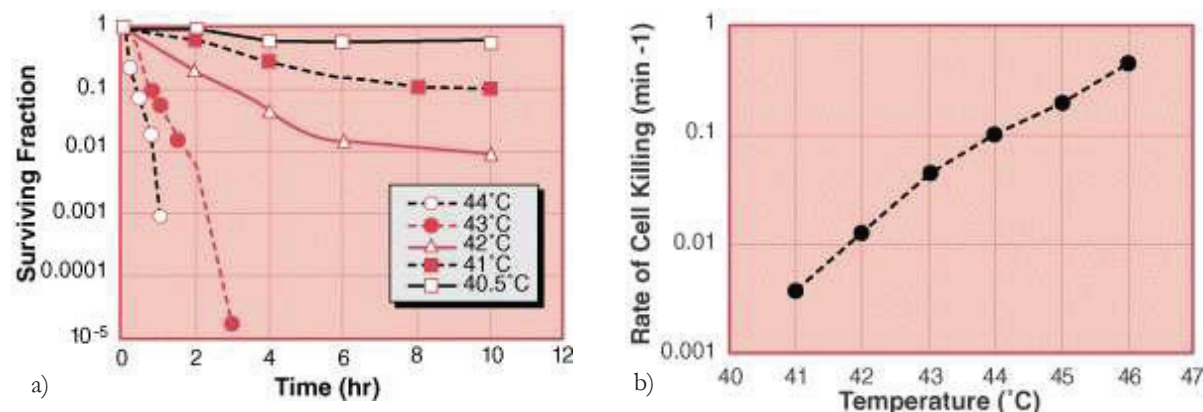 Surviving Fraction
1
0.1
0.01
0.001
0.0001
10-5
0 2 4 6 8 10 12
Time (hr)
44˚C
43˚C
42˚C
41˚C
40.5˚C
a)
Rate of Cell Killing (min -1)
1
0.1
0.01
0.001
40 41 42 43 44 45 46 47
Temperature (˚C)
b)